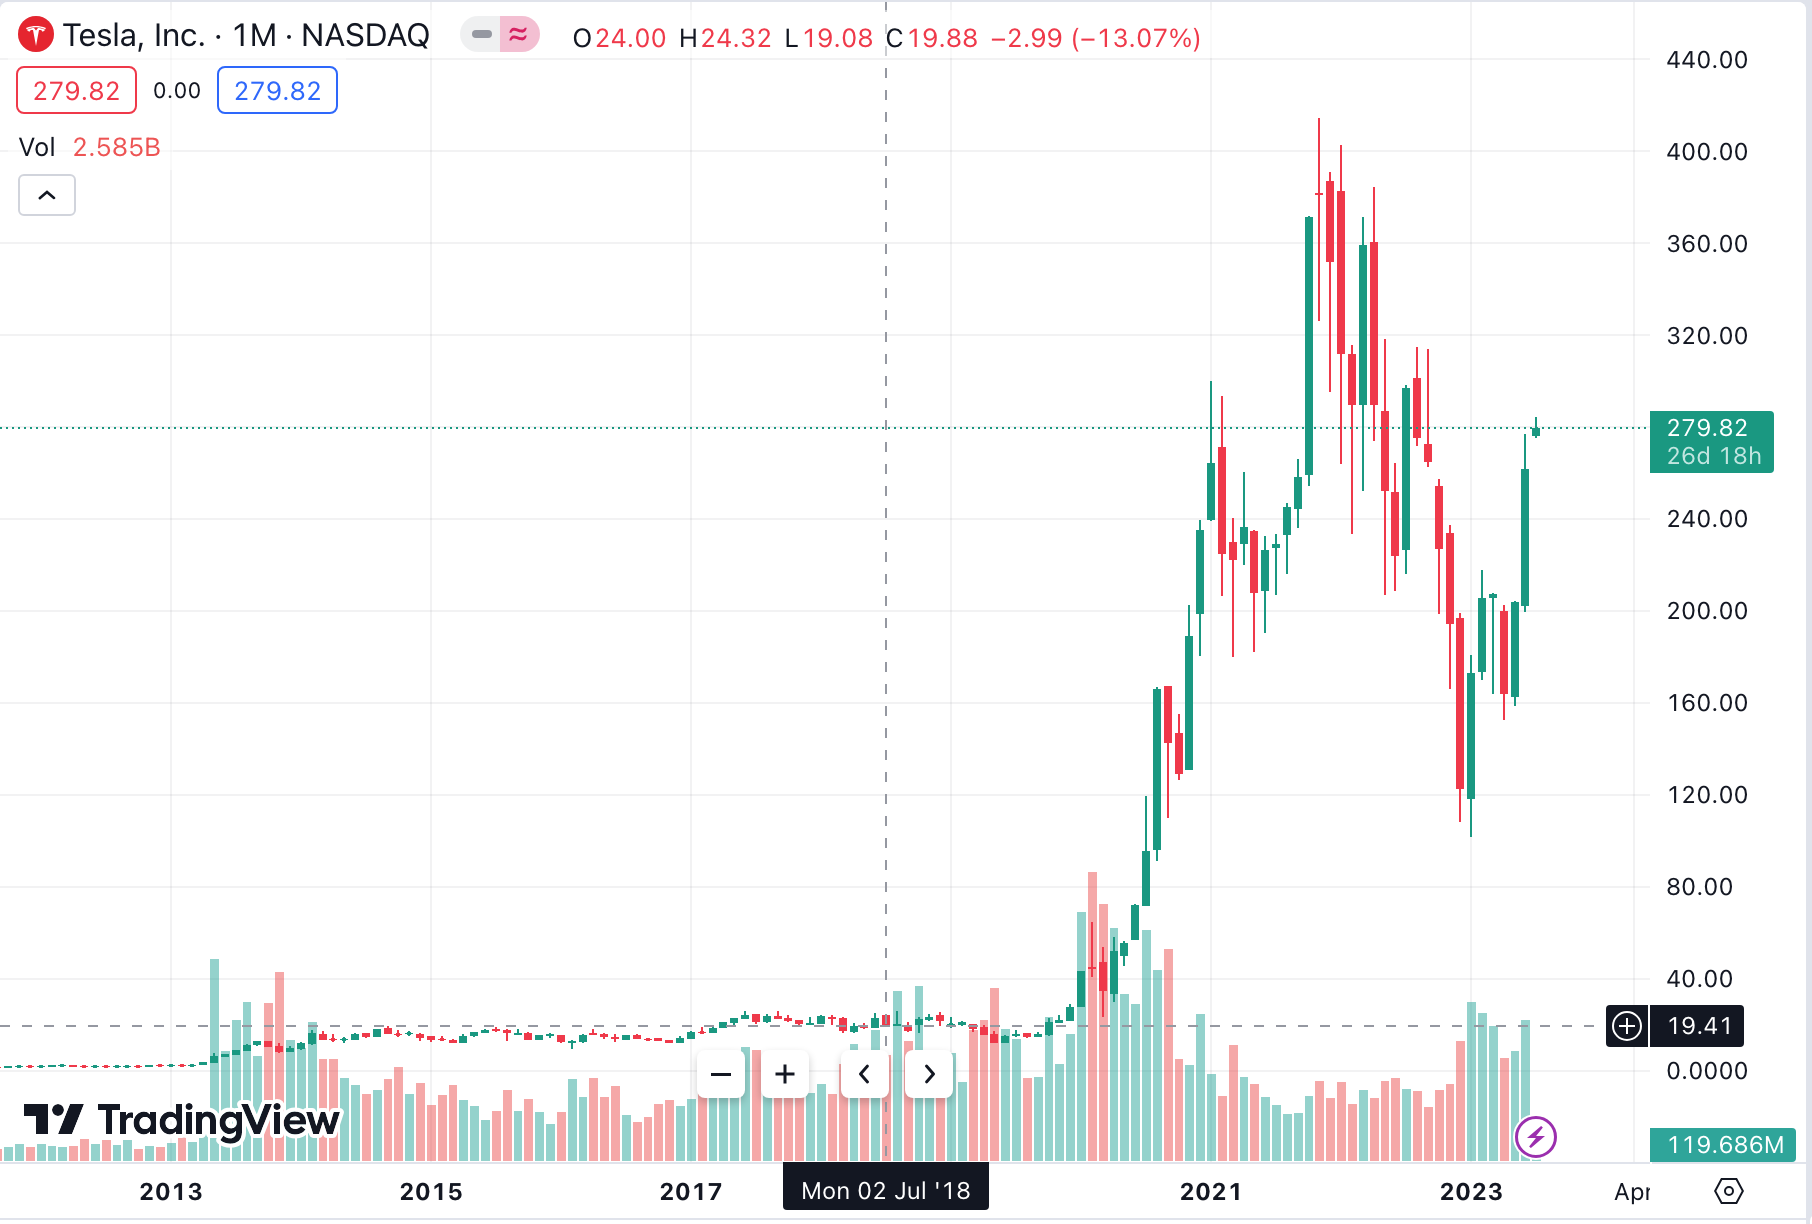 Tesla, Inc. · 1M · NASDAQ
O24.00 H24.32 L19.08 C19.88 −2.99 (−13.07%)
279.82 0.00 279.82
Vol 2.585B
440.00
400.00
360.00
320.00
279.82
26d 18h
240.00
200.00
160.00
120.00
80.00
40.00
19.41
0.0000
TradingView
119.686M
2013 2015 2017 Mon 02 Jul '18 2021 2023 Apr